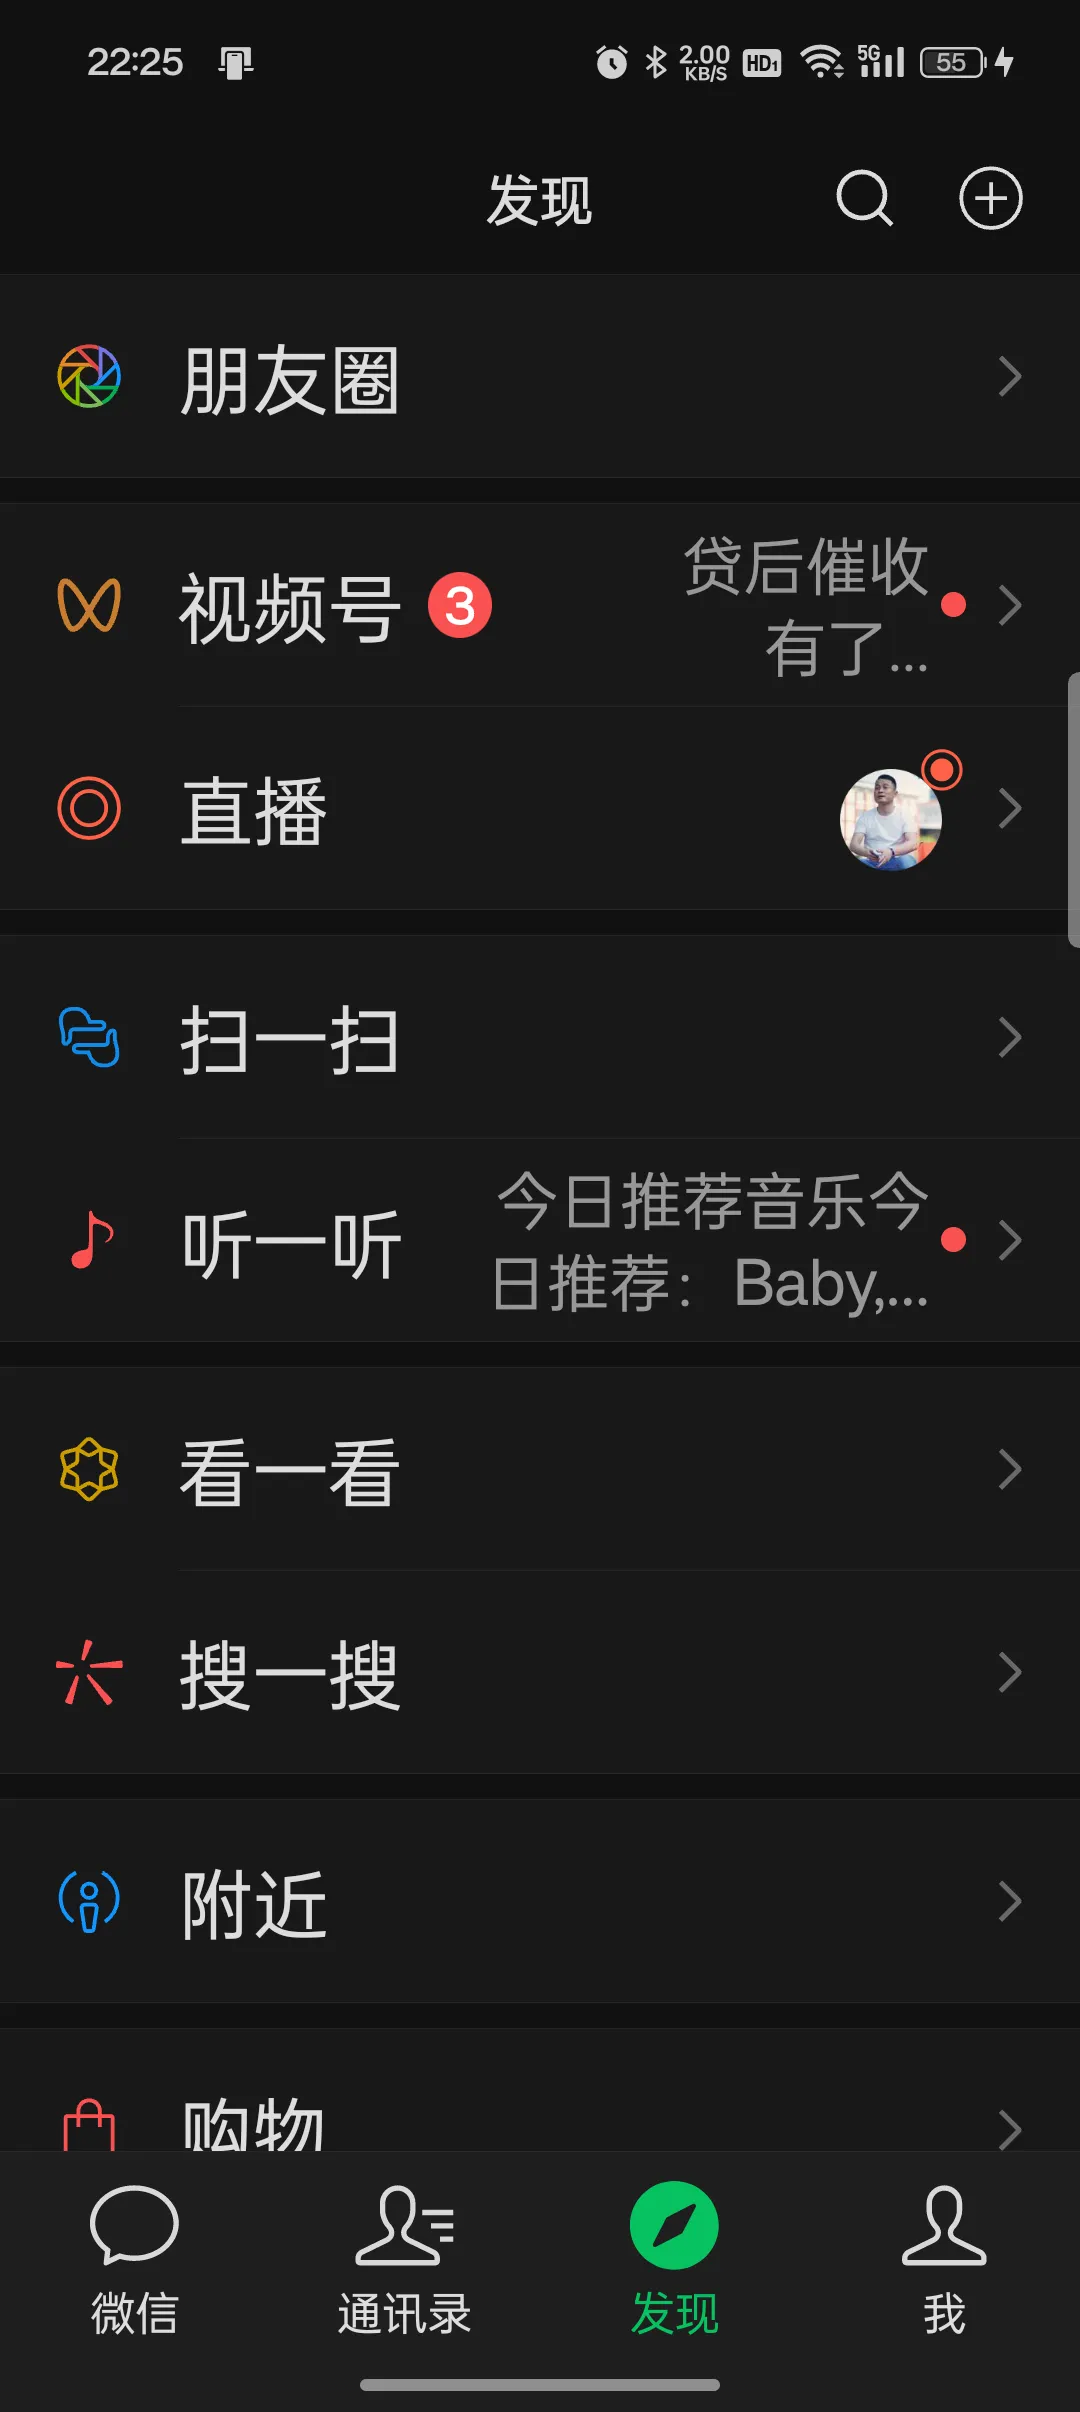 22:25
2.00 KB/S HD1 5G 55
发现
朋友圈
视频号 3
贷后催收
有了...
直播
扫一扫
听一听
今日推荐音乐今
日推荐：Baby,...
看一看
搜一搜
附近
购物
微信 通讯录 发现 我